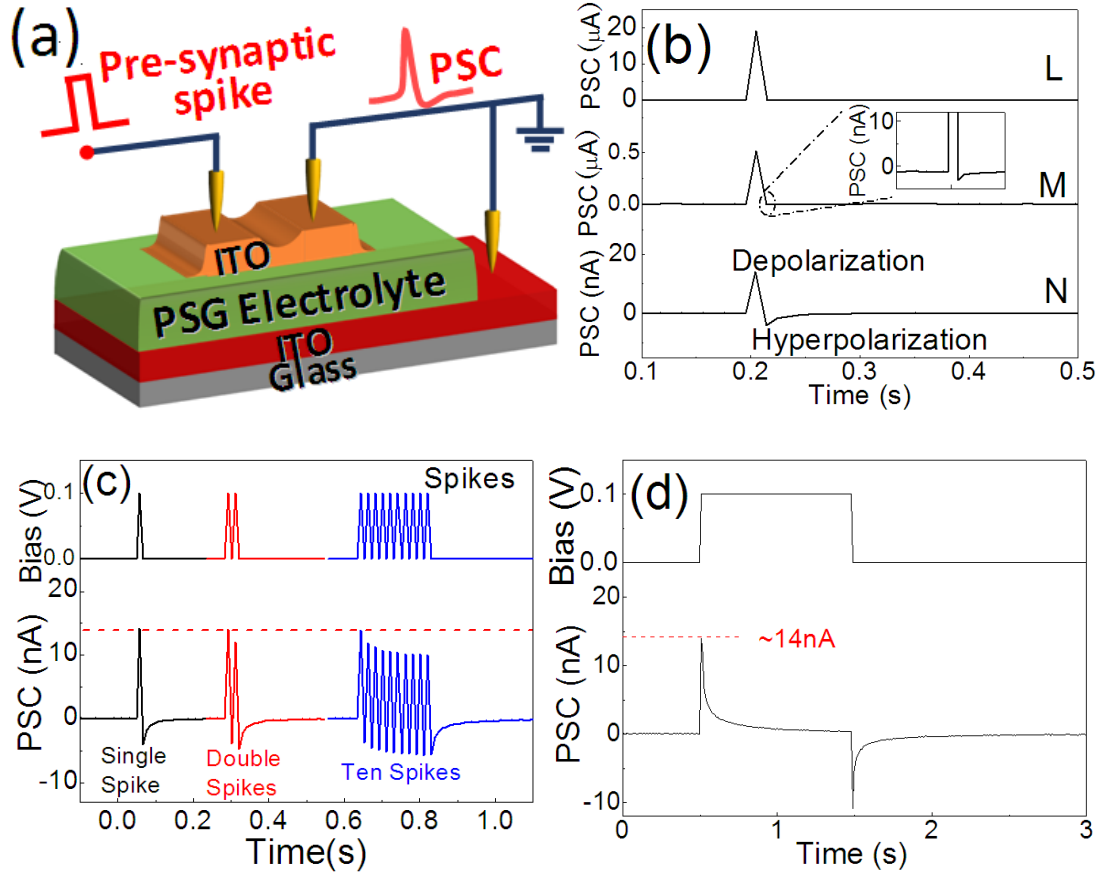 (a)
Pre-synaptic
spike
PSC
ITO
PSG Electrolyte
ITO
Glass
(b)
PSC (μA)
20
10
0
L
PSC (μA)
0.5
0.0
M
PSC (nA)
10
0
PSC (nA)
20
0
Depolarization
N
Hyperpolarization
0.1 0.2 0.3 0.4 0.5
Time (s)
(c)
Spikes
Bias (V)
0.1
0.0
PSC (nA)
20
10
0
-10
Single
Spike
Double
Spikes
Ten Spikes
0.0 0.2 0.4 0.6 0.8 1.0
Time(s)
(d)
Bias (V)
0.1
0.0
PSC (nA)
20
10
0
-10
~14nA
0 1 2 3
Time (s)